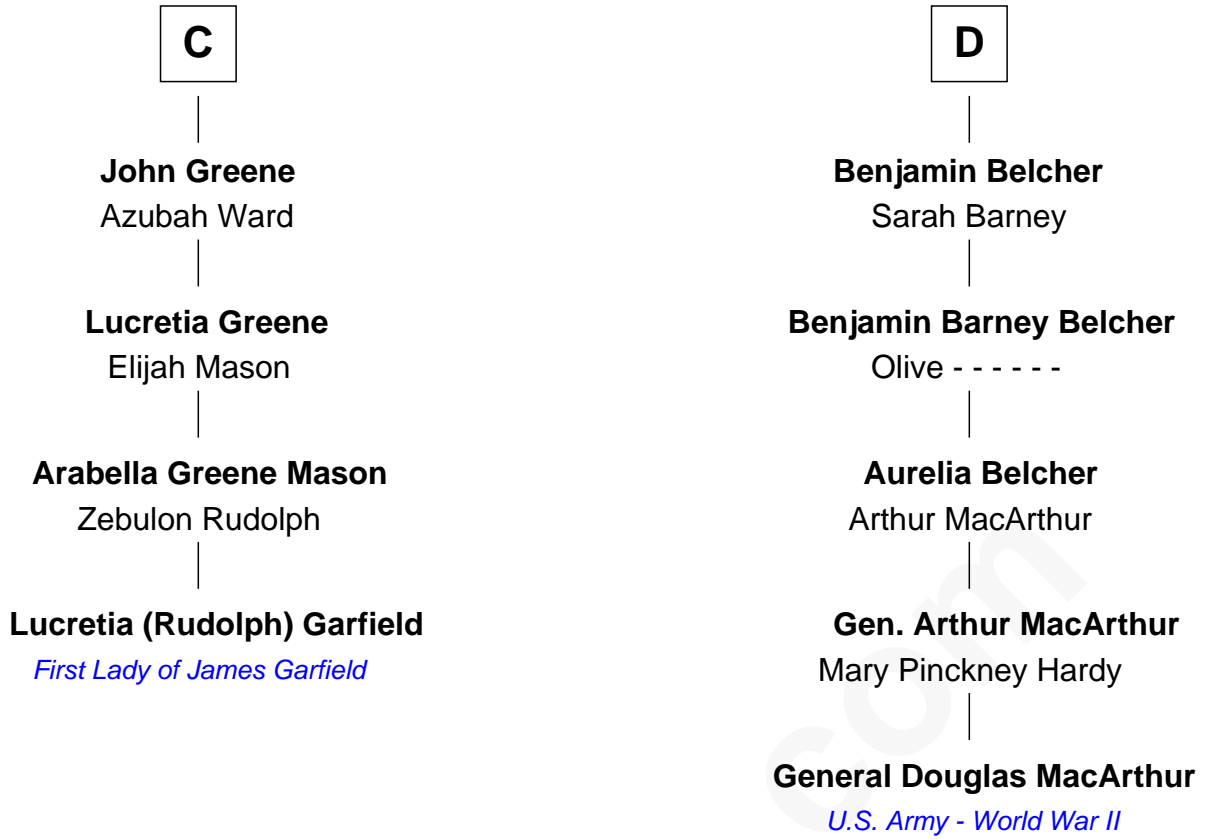 C
John Greene
Azubah Ward
Lucretia Greene
Elijah Mason
Arabella Greene Mason
Zebulon Rudolph
Lucretia (Rudolph) Garfield
First Lady of James Garfield
D
Benjamin Belcher
Sarah Barney
Benjamin Barney Belcher
Olive - - - - - -
Aurelia Belcher
Arthur MacArthur
Gen. Arthur MacArthur
Mary Pinckney Hardy
General Douglas MacArthur
U.S. Army - World War II
com